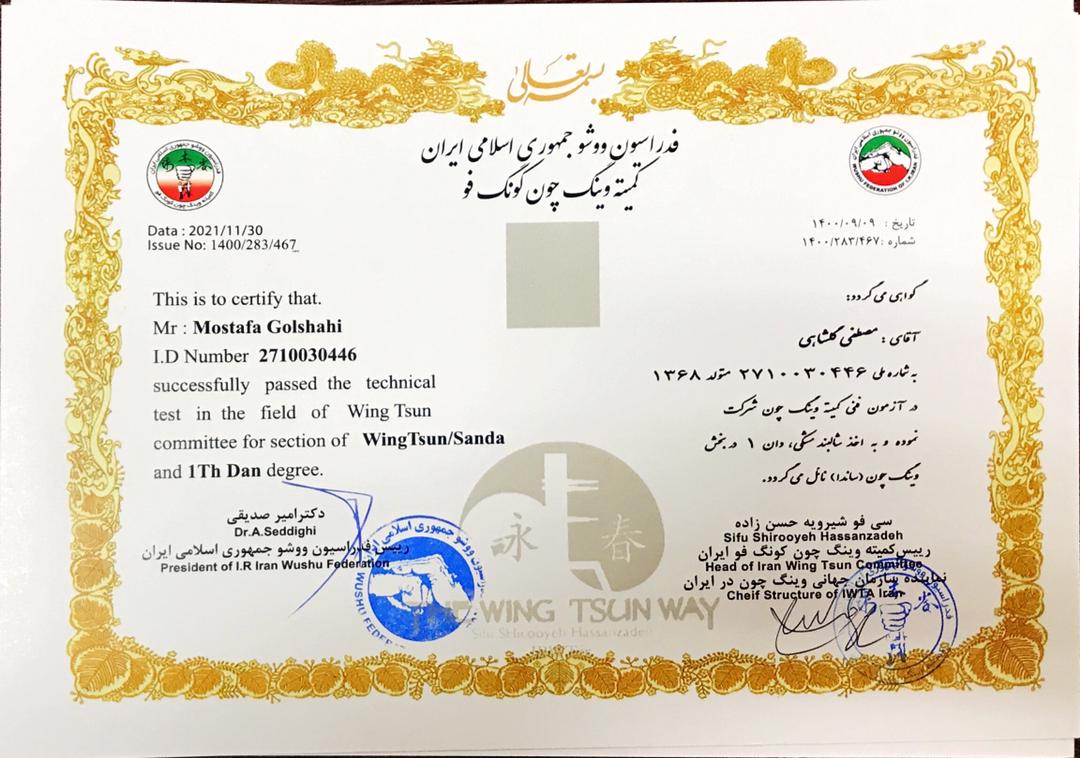 بسمه تعالی
فدراسیون ووشو جمهوری اسلامی ایران
کمیته وینگ چون کونگ فو
Data : 2021/11/30
Issue No: 1400/283/467
تاریخ : ۱۴۰۰/۰۹/۰۹
شماره : ۱۴۰۰/۲۸۳/۴۶۷
This is to certify that.
Mr : Mostafa Golshahi
I.D Number 2710030446
successfully passed the technical
test in the field of Wing Tsun
committee for section of WingTsun/Sanda
and 1Th Dan degree.
گواهی می گردد:
آقای : مصطفی گلشاهی
به شماره ملی ۲۷۱۰۰۳۰۴۴۶ متولد ۱۳۶۸
در آزمون فنی کمیته وینگ چون شرکت
نموده و به اخذ شالبند مشکی، دان ۱ در بخش
وینگ چون (ساندا) نائل می گردد.
دکترامیر صدیقی
Dr.A.Seddighi
رییس فدراسیون ووشو جمهوری اسلامی ایران
President of I.R Iran Wushu Federation
سی فو شیرویه حسن زاده
Sifu Shirooyeh Hassanzadeh
رییس کمیته وینگ چون کونگ فو ایران
Head of Iran Wing Tsun Committee
نماینده سازمان جهانی وینگ چون در ایران
Cheif Structure of IWTA Iran
詠 春
THE WING TSUN WAY
Sifu Shirooyeh Hassanzadeh
WUSHU FEDERATION OF I.R.IRAN